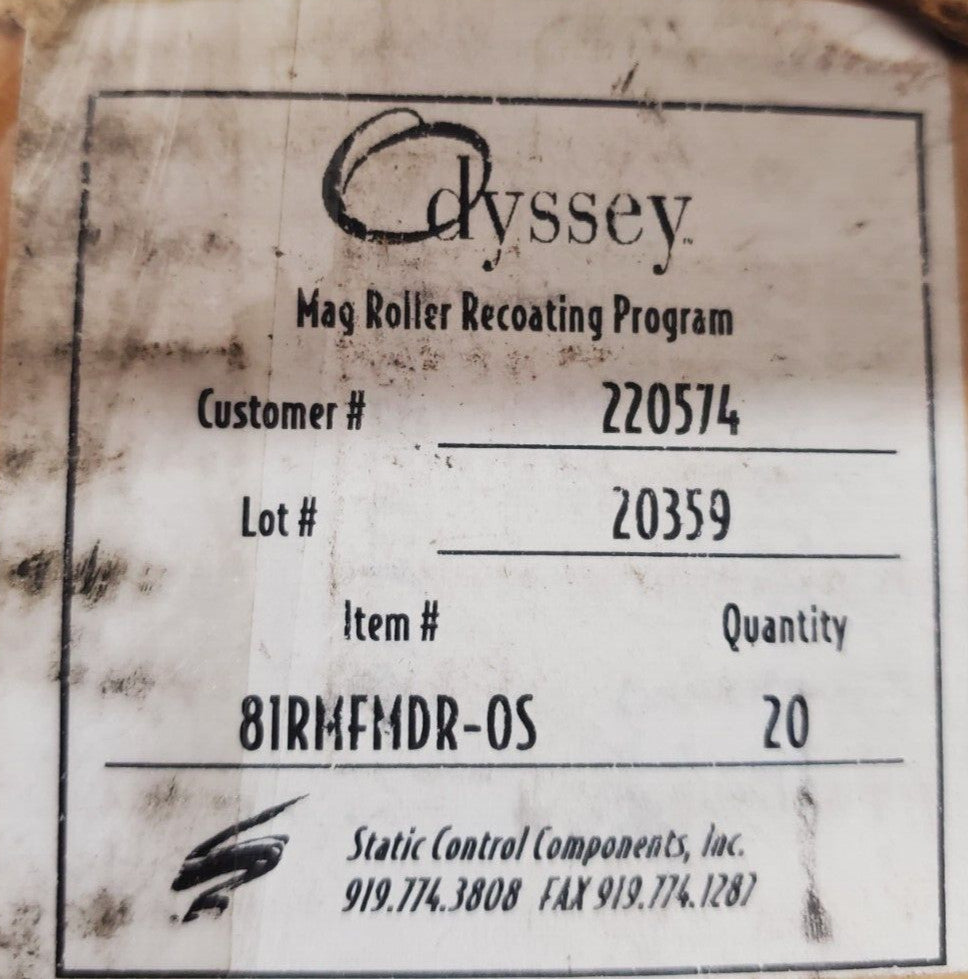 Odyssey™
Mag Roller Recoating Program
Customer # 220574
Lot # 20359
Item # Quantity
81RMFMDR-OS 20
Static Control Components, Inc.
919.774.3808 FAX 919.774.1287